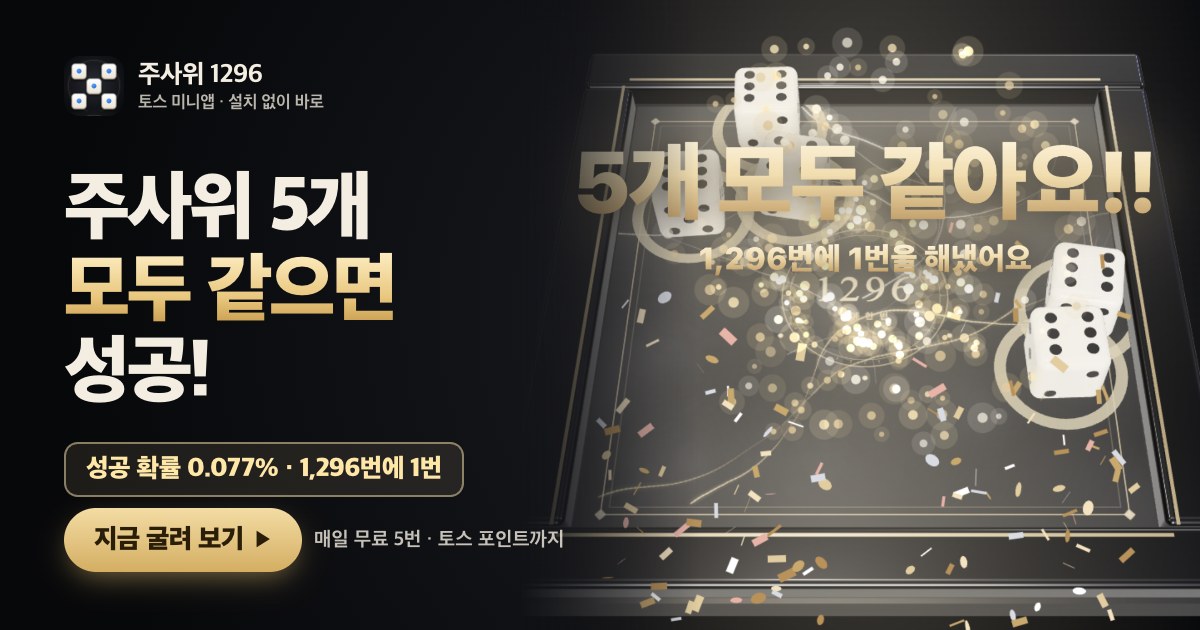 주사위 1296
토스 미니앱 · 설치 없이 바로
주사위 5개
모두 같으면
성공!
성공 확률 0.077% · 1,296번에 1번
지금 굴려 보기 ▶
매일 무료 5번 · 토스 포인트까지
5개 모두 같아요!!
1,296번에 1번을 해냈어요
1296